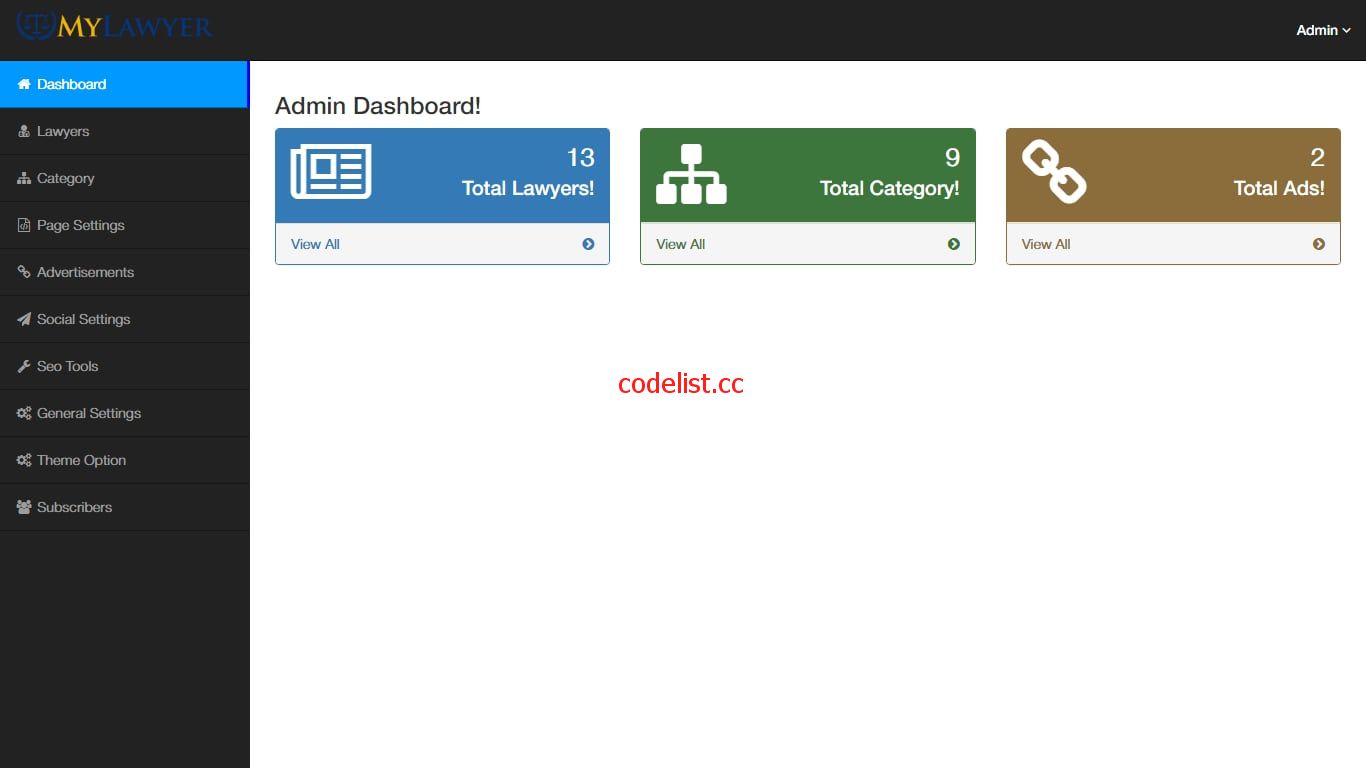 MYLAWYER
Admin
Dashboard
Lawyers
Category
Page Settings
Advertisements
Social Settings
Seo Tools
General Settings
Theme Option
Subscribers
Admin Dashboard!
13
Total Lawyers!
View All
9
Total Category!
View All
2
Total Ads!
View All
codelist.cc